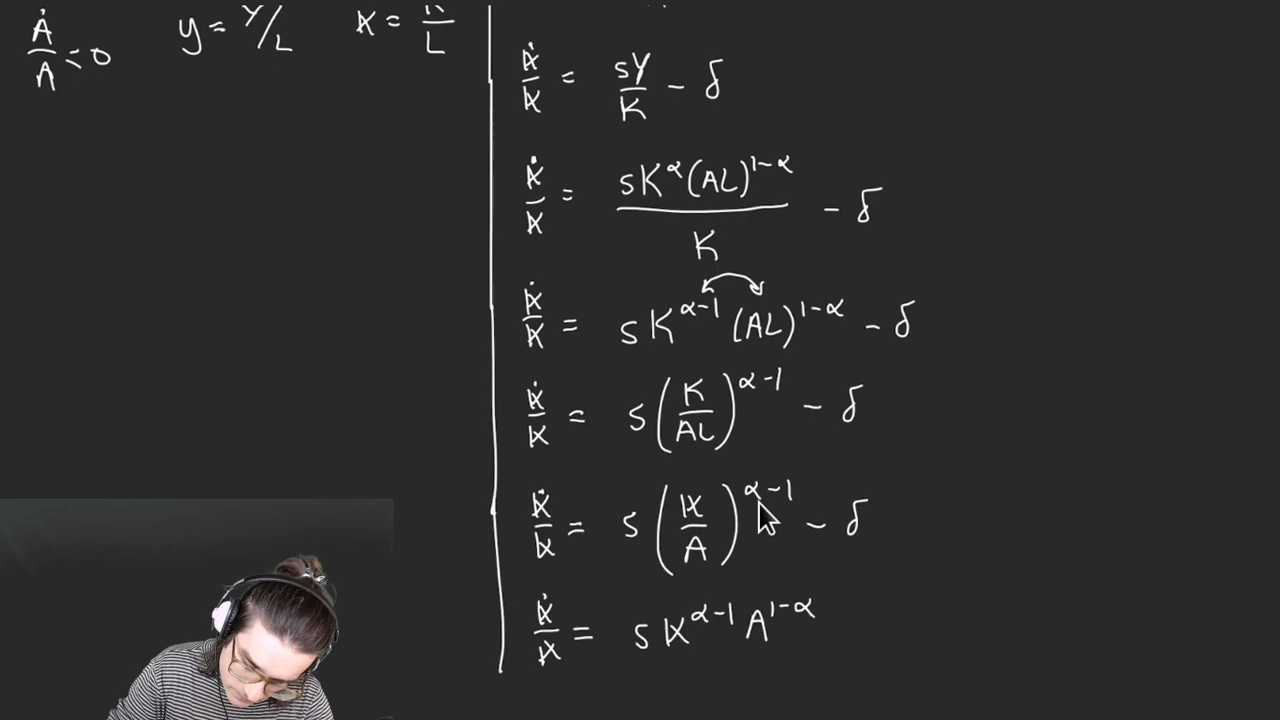 Ȧ/A = 0 y = Y/L k = K/L
k̇/k = sY/K - δ
k̇/k = sK^α(AL)^{1-α}/K - δ
k̇/k = sK^{α-1}(AL)^{1-α} - δ
k̇/k = s(K/AL)^{α-1} - δ
k̇/k = s(k/A)^{α-1} - δ
k̇/k = sk^{α-1}A^{1-α}